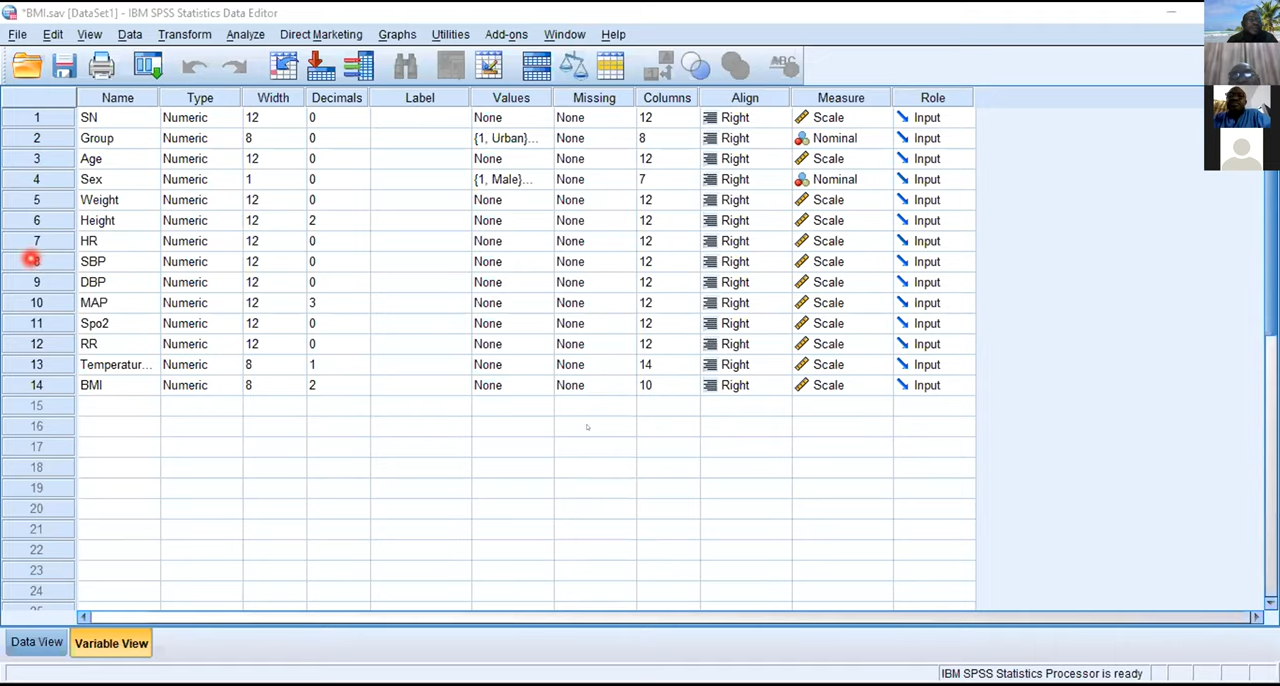 *BMI.sav [DataSet1] - IBM SPSS Statistics Data Editor
File Edit View Data Transform Analyze Direct Marketing Graphs Utilities Add-ons Window Help
Name Type Width Decimals Label Values Missing Columns Align Measure Role
1 SN Numeric 12 0 None None 12 Right Scale Input
2 Group Numeric 8 0 {1, Urban}... None 8 Right Nominal Input
3 Age Numeric 12 0 None None 12 Right Scale Input
4 Sex Numeric 1 0 {1, Male}... None 7 Right Nominal Input
5 Weight Numeric 12 0 None None 12 Right Scale Input
6 Height Numeric 12 2 None None 12 Right Scale Input
7 HR Numeric 12 0 None None 12 Right Scale Input
8 SBP Numeric 12 0 None None 12 Right Scale Input
9 DBP Numeric 12 0 None None 12 Right Scale Input
10 MAP Numeric 12 3 None None 12 Right Scale Input
11 Spo2 Numeric 12 0 None None 12 Right Scale Input
12 RR Numeric 12 0 None None 12 Right Scale Input
13 Temperatur... Numeric 8 1 None None 14 Right Scale Input
14 BMI Numeric 8 2 None None 10 Right Scale Input
15
16
17
18
19
20
21
22
23
24
Data View Variable View
IBM SPSS Statistics Processor is ready